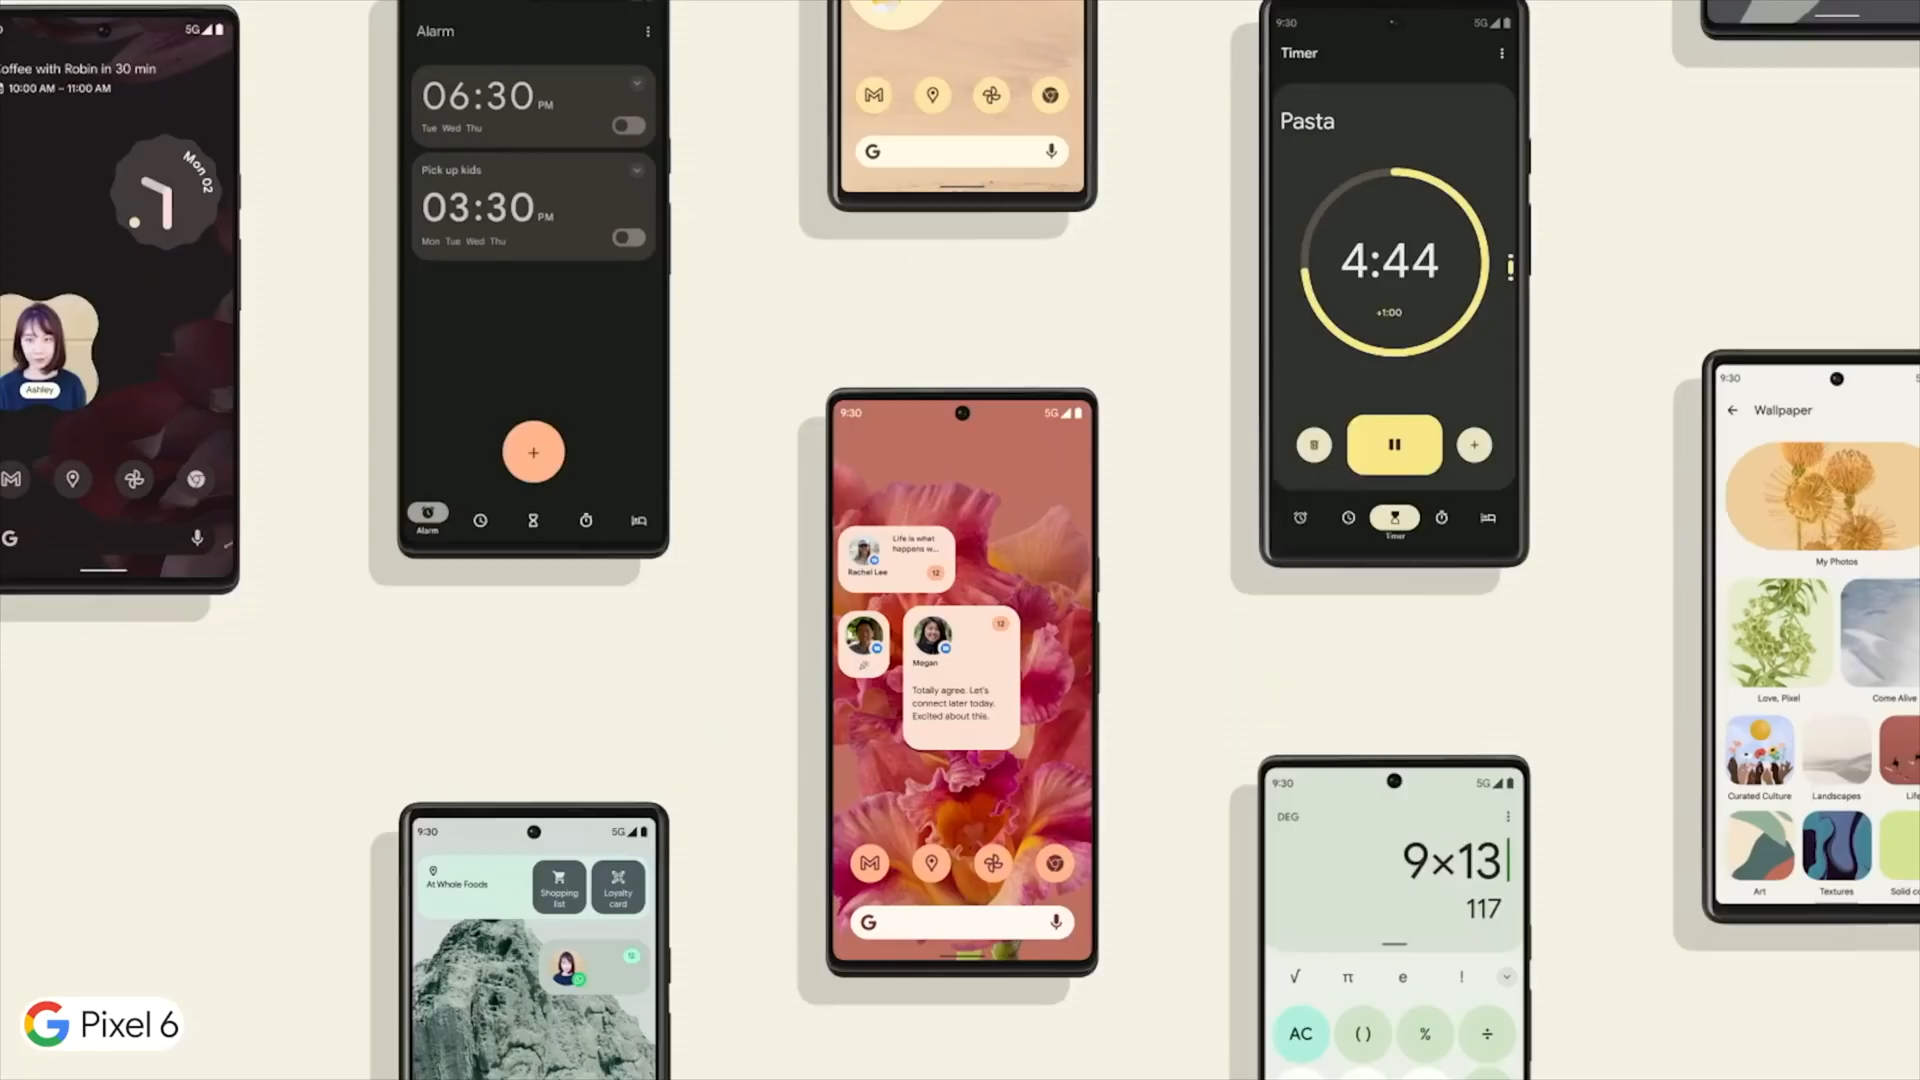 5G
offee with Robin in 30 min
10:00 AM – 11:00 AM
Mon 02
Ashley
G
Alarm
06:30 PM
Tue Wed Thu
Pick up kids
03:30 PM
Mon Tue Wed Thu
+
Alarm
9:30 5G
At Whole Foods
Shopping
list
Loyalty
card
12
G
9:30 5G
Life is what
happens w...
Rachel Lee
12
12
Megan
Totally agree. Let's
connect later today.
Excited about this.
G
9:30 5G
Timer
Pasta
4:44
+1:00
+
Timer
9:30 5G
DEG
9×13
117
√ π e !
AC ( ) % ÷
9:30
Wallpaper
My Photos
Love, Pixel
Come Alive
Curated Culture
Landscapes
Life
Art
Textures
Solid co
G Pixel 6